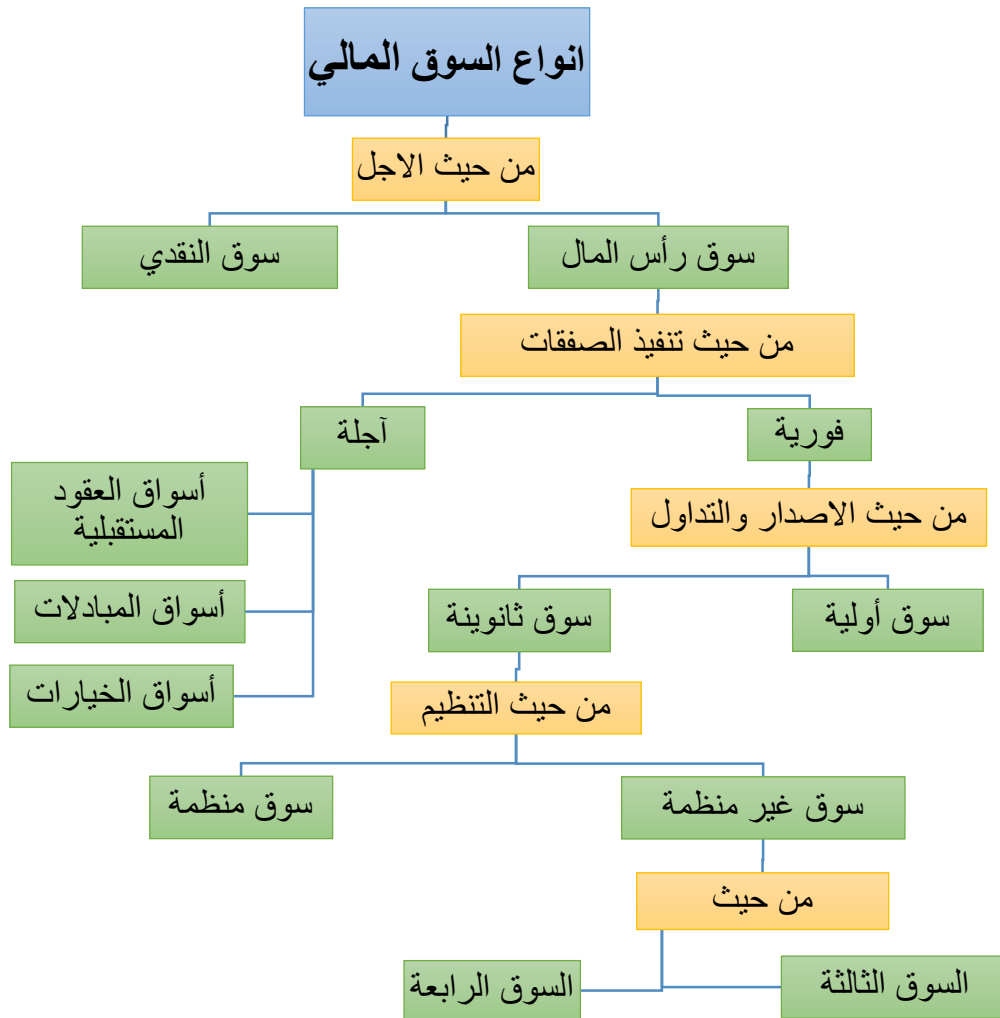 انواع السوق المالي
من حيث الاجل
سوق رأس المال
سوق النقدي
من حيث تنفيذ الصفقات
فورية
آجلة
أسواق العقود
المستقبلية
من حيث الاصدار والتداول
أسواق المبادلات
سوق أولية
سوق ثانوينة
أسواق الخيارات
من حيث التنظيم
سوق غير منظمة
سوق منظمة
من حيث
السوق الثالثة
السوق الرابعة